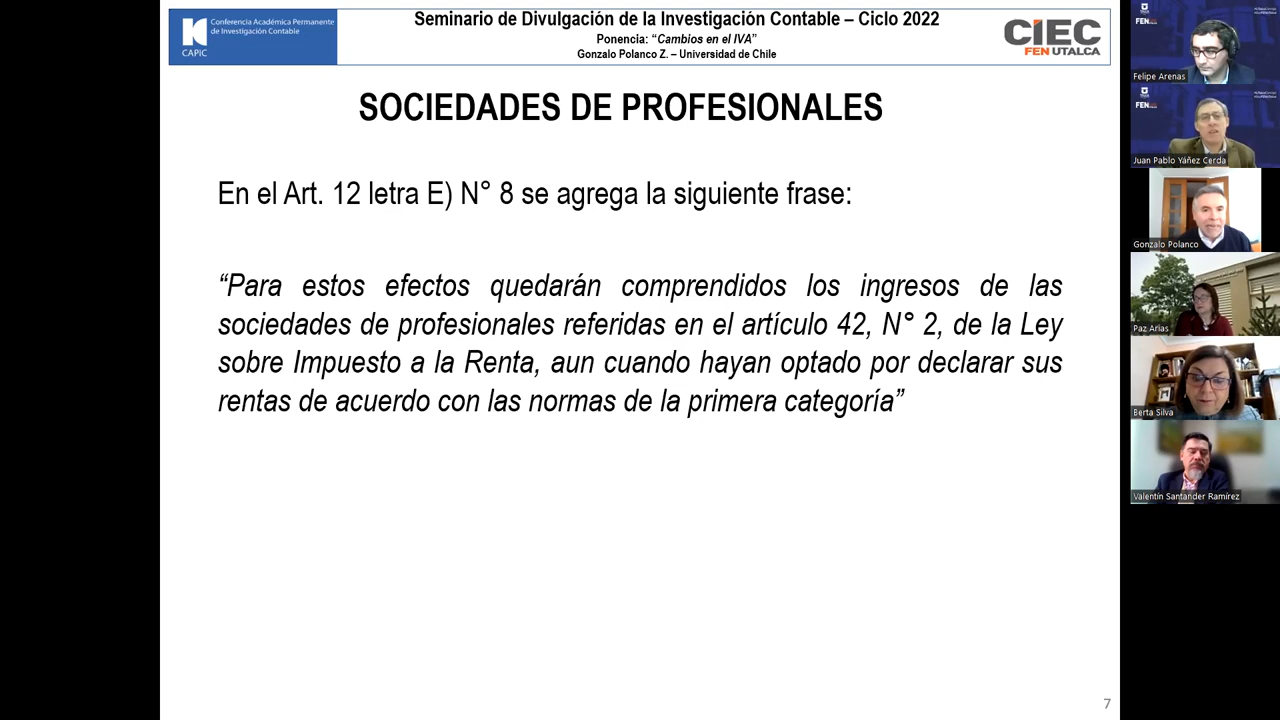 Conferencia Académica Permanente
de Investigación Contable
CAPIC
Seminario de Divulgación de la Investigación Contable – Ciclo 2022
Ponencia: “Cambios en el IVA”
Gonzalo Polanco Z. – Universidad de Chile
CIEC
FEN UTALCA
SOCIEDADES DE PROFESIONALES
En el Art. 12 letra E) N° 8 se agrega la siguiente frase:
“Para estos efectos quedarán comprendidos los ingresos de las
sociedades de profesionales referidas en el artículo 42, N° 2, de la Ley
sobre Impuesto a la Renta, aun cuando hayan optado por declarar sus
rentas de acuerdo con las normas de la primera categoría”
7
FEN
Felipe Arenas
FEN
Juan Pablo Yáñez Cerda
Gonzalo Polanco
Paz Arias
Berta Silva
Valentín Santander Ramírez